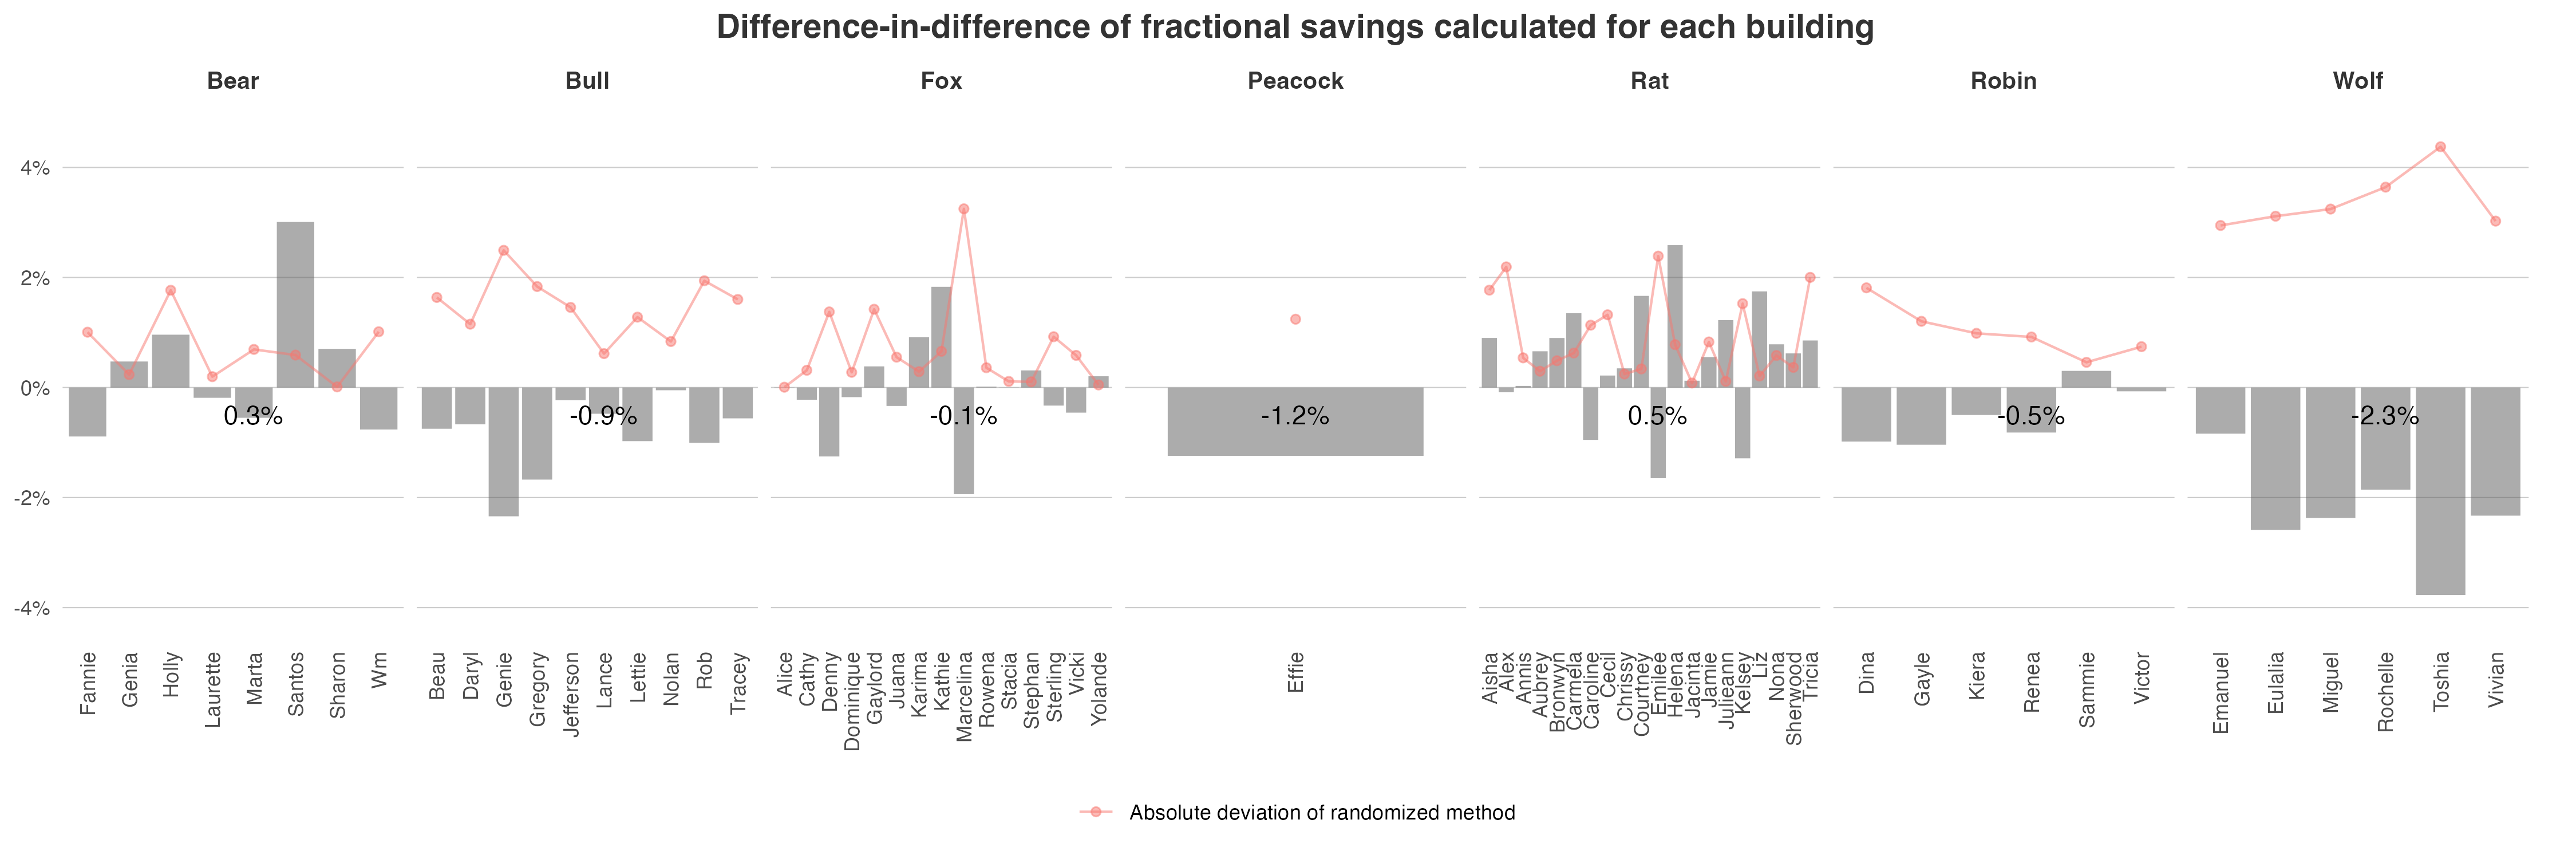 Difference-in-difference of fractional savings calculated for each building
Bear Bull Fox Peacock Rat Robin Wolf
4%
2%
0%
-2%
-4%
0.3% -0.9% -0.1% -1.2% 0.5% -0.5% -2.3%
Fannie Genia Holly Laurette Marta Santos Sharon Wm
Beau Daryl Genie Gregory Jefferson Lance Lettie Nolan Rob Tracey
Alice Cathy Denny Dominique Gaylord Juana Karima Kathie Marcelina Rowena Stacia Stephan Sterling Vicki Yolande
Effie
Aisha Alex Annis Aubrey Bronwyn Carmela Caroline Cecil Chrissy Courtney Emilee Helena Jacinta Jamie Julieann Kelsey Liz Nona Sherwood Tricia
Dina Gayle Kiera Renea Sammie Victor
Emanuel Eulalia Miguel Rochelle Toshia Vivian
Absolute deviation of randomized method